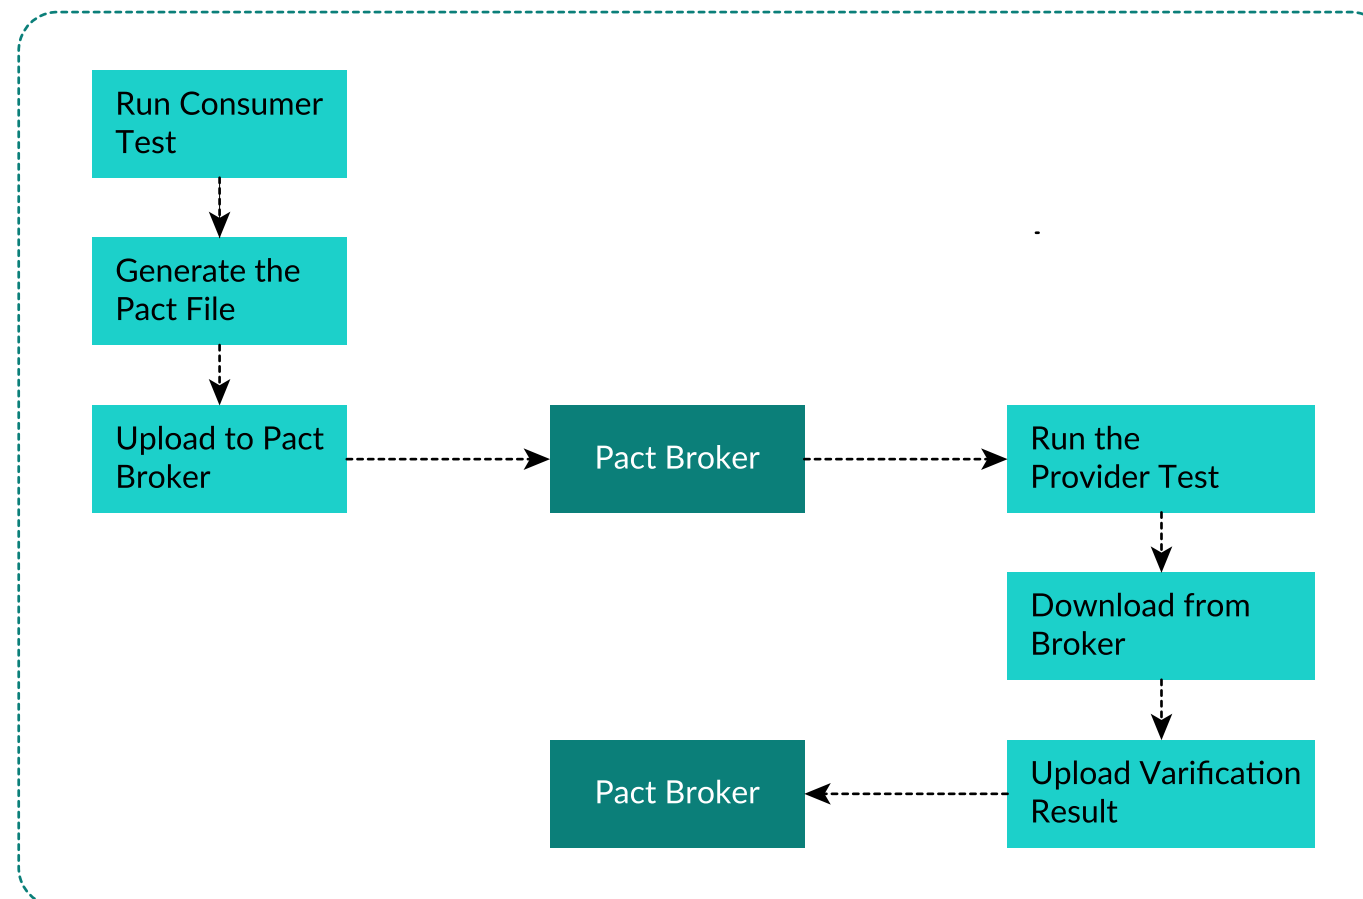 Run Consumer
Test
Generate the
Pact File
Upload to Pact
Broker
Pact Broker
Run the
Provider Test
Download from
Broker
Upload Varification
Result
Pact Broker